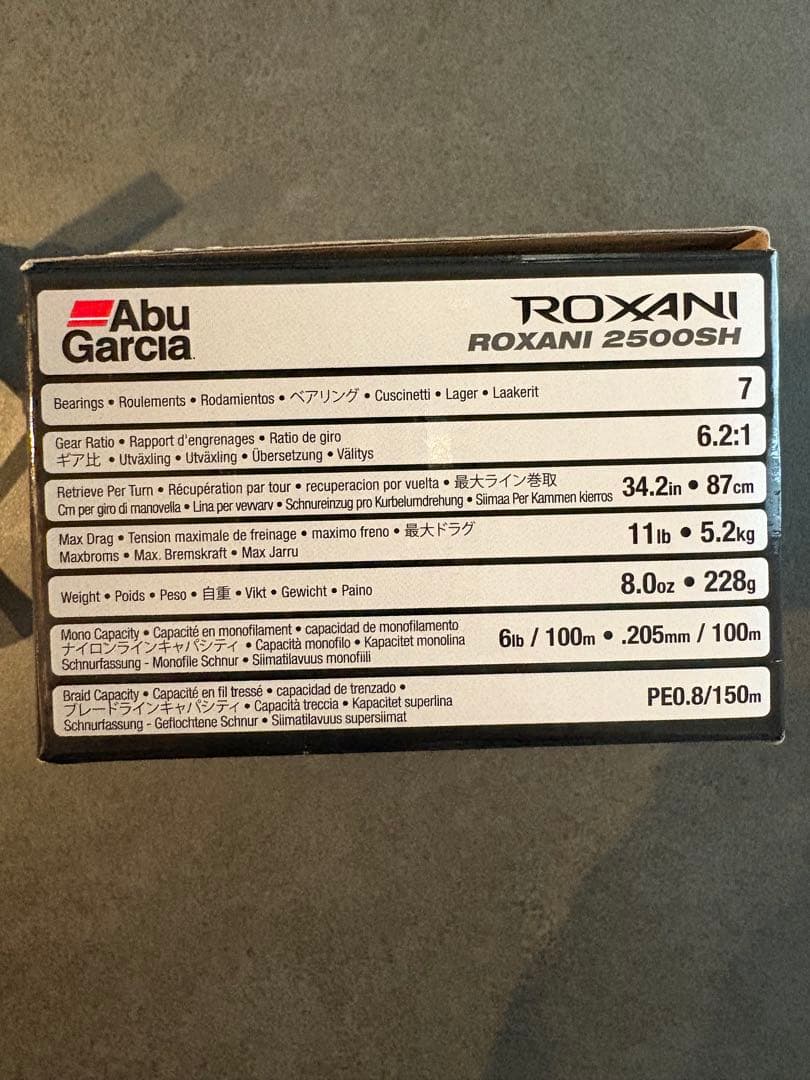 Abu
Garcia
ROXANI
ROXANI 2500SH
Bearings • Roulements • Rodamientos • ベアリング • Cuscinetti • Lager • Laakerit
7
Gear Ratio • Rapport d'engrenages • Ratio de giro
ギア比 • Utväxling • Utväxling • Übersetzung • Välitys
6.2:1
Retrieve Per Turn • Récupération par tour • recuperacion por vuelta • 最大ライン巻取
Cm per giro di manovella • Lina per vevvarv • Schnureinzug pro Kurbelumdrehung • Siimaa Per Kammen kierros
34.2in • 87cm
Max Drag • Tension maximale de freinage • maximo freno • 最大ドラグ
Maxbroms • Max. Bremskraft • Max Jarru
11lb • 5.2kg
Weight • Poids • Peso • 自重 • Vikt • Gewicht • Paino
8.0oz • 228g
Mono Capacity • Capacité en monofilament • capacidad de monofilamento
ナイロンラインキャパシティ • Capacità monofilo • Kapacitet monolina
Schnurfassung - Monofile Schnur • Siimatilavuus monofiili
6lb / 100m • .205mm / 100m
Braid Capacity • Capacité en fil tressé • capacidad de trenzado •
ブレードラインキャパシティ • Capacità treccia • Kapacitet superlina
Schnurfassung - Geflochtene Schnur • Siimatilavuus supersiimat
PE0.8/150m